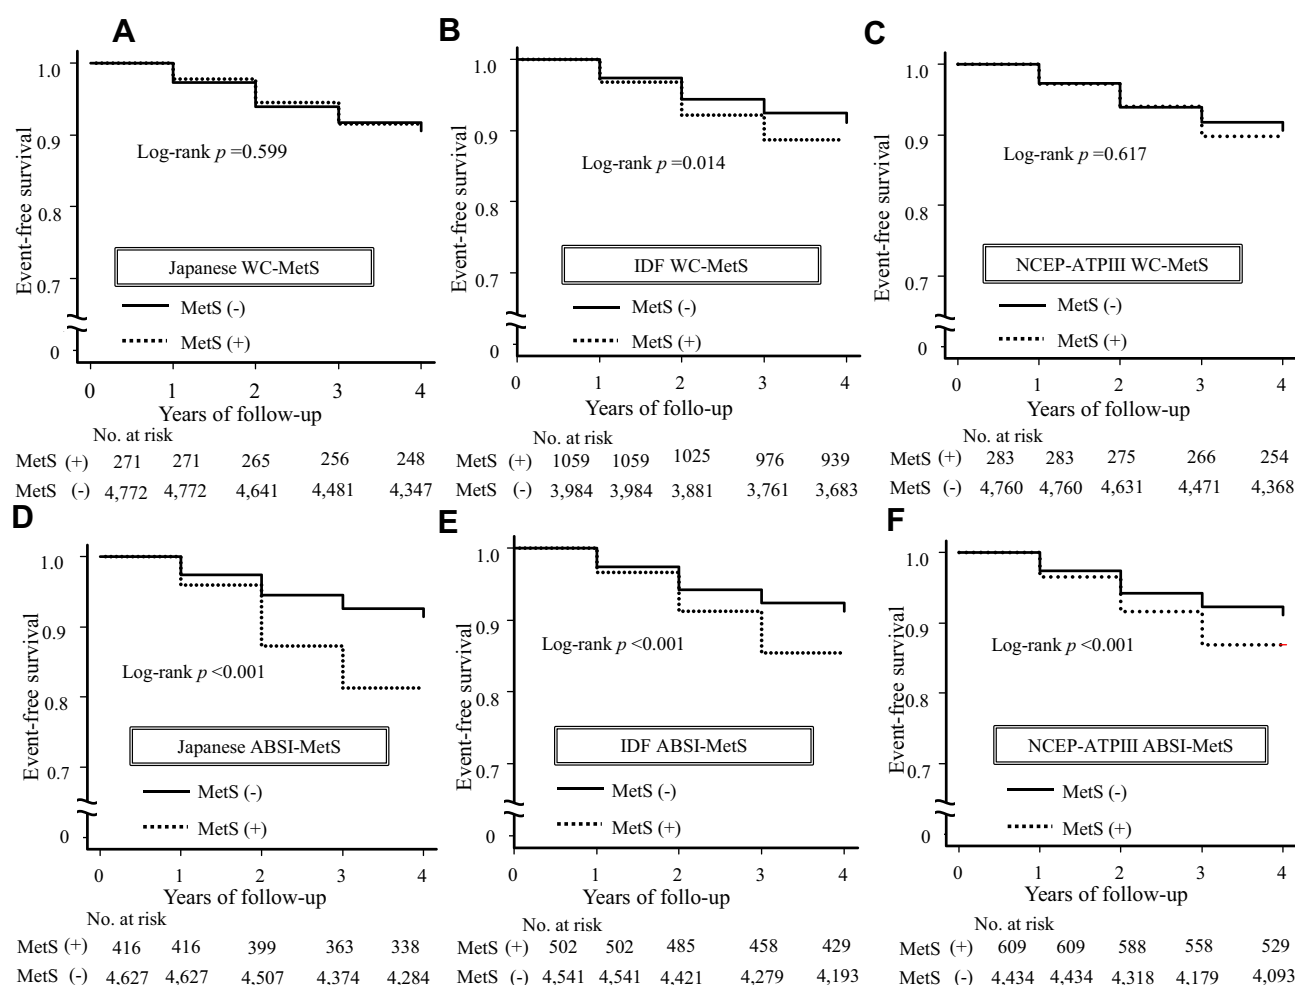 A
1.0
0.9
0.8
0.7
0
Event-free survival
Log-rank p =0.599
Japanese WC-MetS
MetS (-)
MetS (+)
0 1 2 3 4
Years of follow-up
No. at risk
MetS (+) 271 271 265 256 248
MetS (-) 4,772 4,772 4,641 4,481 4,347
B
1.0
0.9
0.8
0.7
0
Event-free survival
Log-rank p =0.014
IDF WC-MetS
MetS (-)
MetS (+)
0 1 2 3 4
Years of follo-up
No. at risk
MetS (+) 1059 1059 1025 976 939
MetS (-) 3,984 3,984 3,881 3,761 3,683
C
1.0
0.9
0.8
0.7
0
Event-free survival
Log-rank p =0.617
NCEP-ATPIII WC-MetS
MetS (-)
MetS (+)
0 1 2 3 4
Years of follow-up
No. at risk
MetS (+) 283 283 275 266 254
MetS (-) 4,760 4,760 4,631 4,471 4,368
D
1.0
0.9
0.8
0.7
0
Event-free survival
Log-rank p <0.001
Japanese ABSI-MetS
MetS (-)
MetS (+)
0 1 2 3 4
Years of follow-up
No. at risk
MetS (+) 416 416 399 363 338
MetS (-) 4,627 4,627 4,507 4,374 4,284
E
1.0
0.9
0.8
0.7
0
Event-free survival
Log-rank p <0.001
IDF ABSI-MetS
MetS (-)
MetS (+)
0 1 2 3 4
Years of follow-up
No. at risk
MetS (+) 502 502 485 458 429
MetS (-) 4,541 4,541 4,421 4,279 4,193
F
1.0
0.9
0.8
0.7
0
Event-free survival
Log-rank p <0.001
NCEP-ATPIII ABSI-MetS
MetS (-)
MetS (+)
0 1 2 3 4
Years of follow-up
No. at risk
MetS (+) 609 609 588 558 529
MetS (-) 4,434 4,434 4,318 4,179 4,093